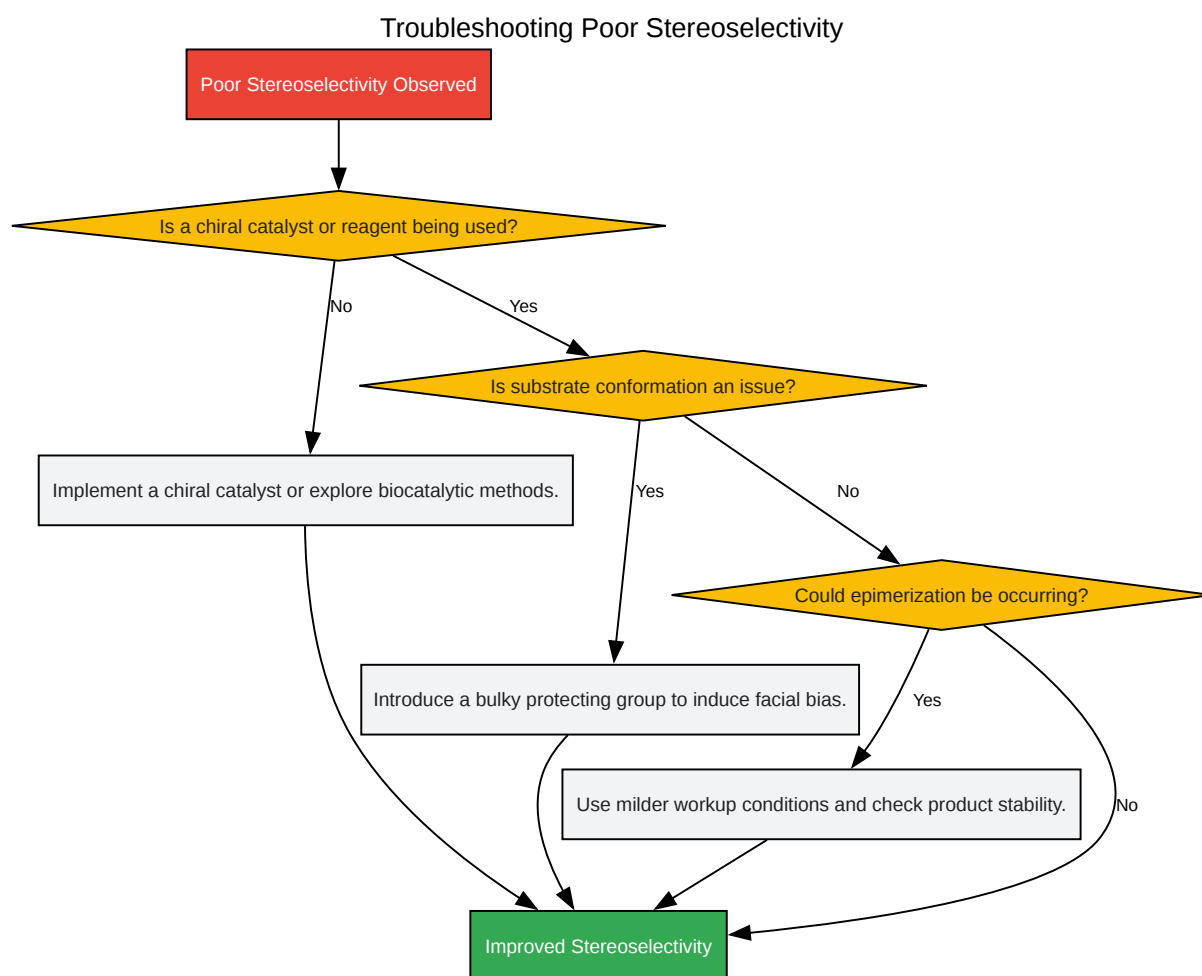 Troubleshooting Poor Stereoselectivity
Poor Stereoselectivity Observed
Is a chiral catalyst or reagent being used?
No
Yes
Is substrate conformation an issue?
Implement a chiral catalyst or explore biocatalytic methods.
Yes
No
Could epimerization be occurring?
Introduce a bulky protecting group to induce facial bias.
Yes
Use milder workup conditions and check product stability.
No
Improved Stereoselectivity